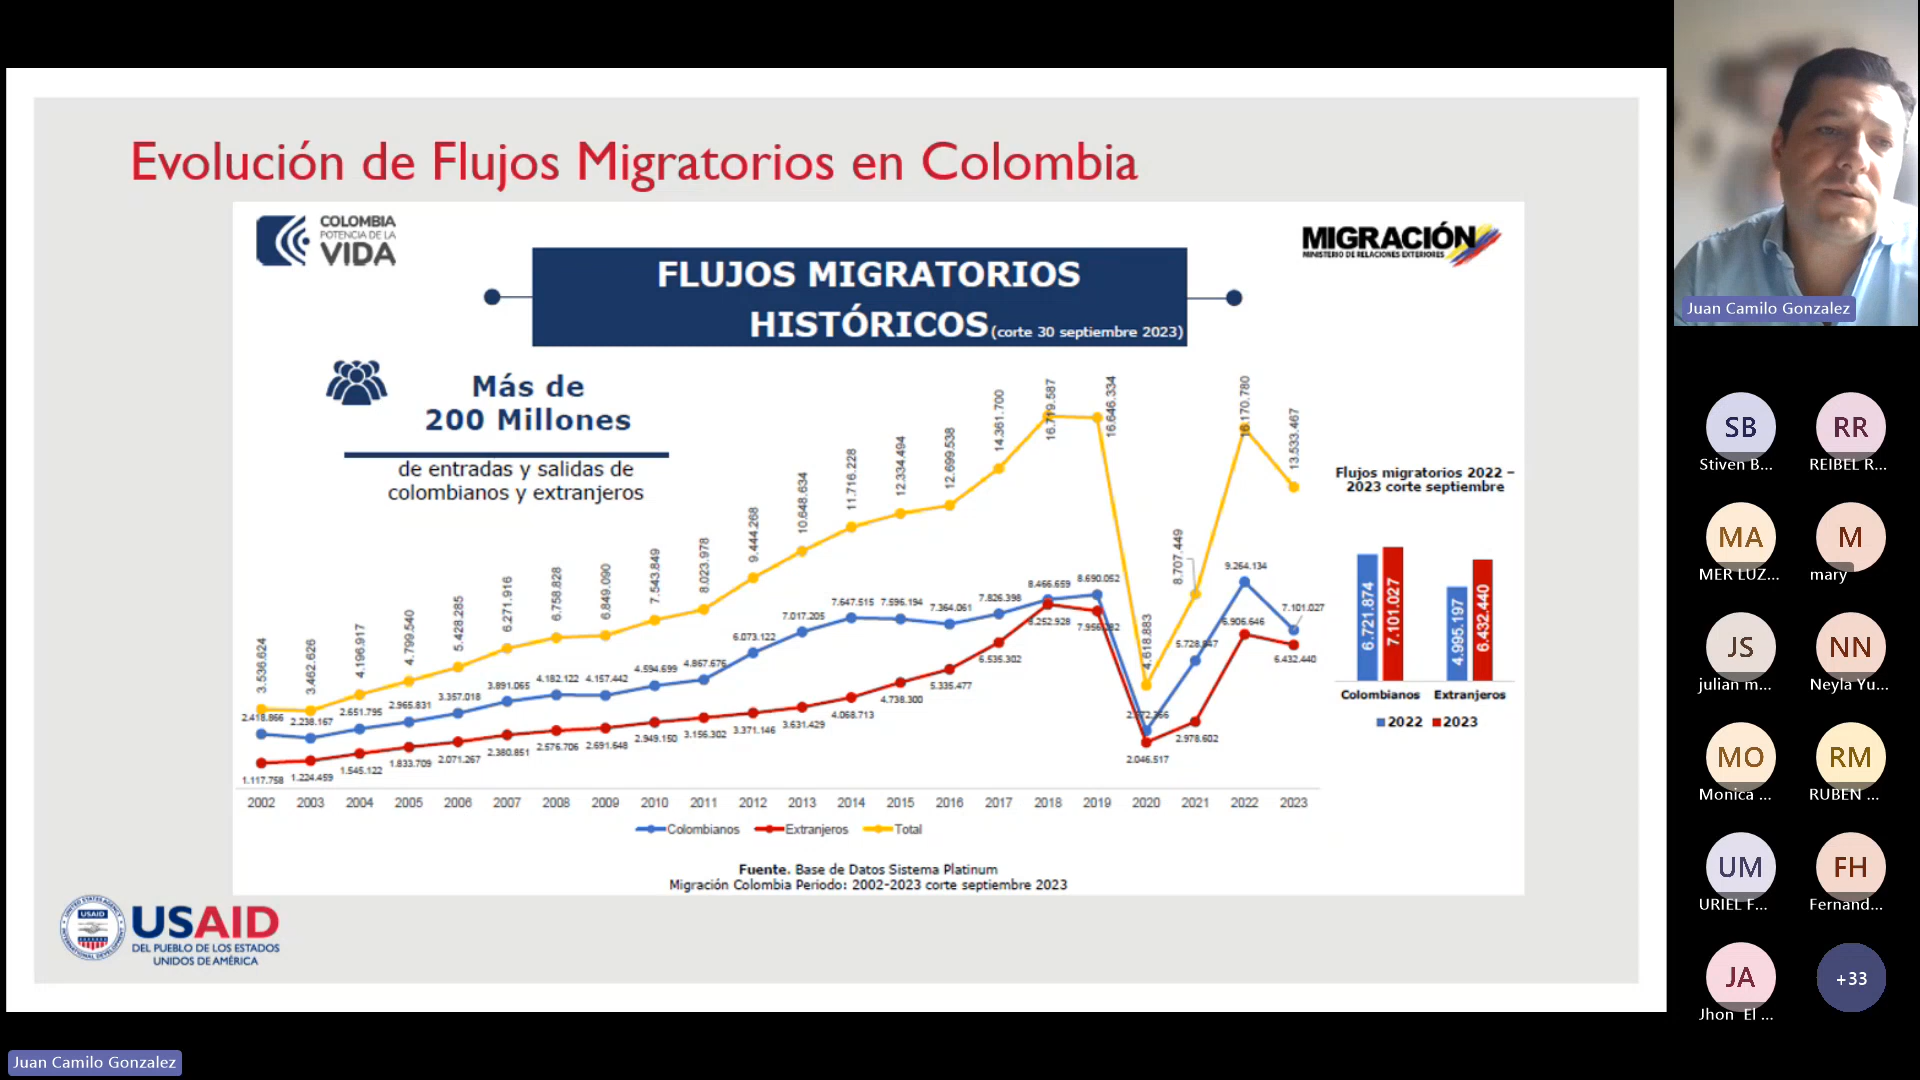 Evolución de Flujos Migratorios en Colombia
COLOMBIA
POTENCIA DE LA
VIDA
MIGRACIÓN
MINISTERIO DE RELACIONES EXTERIORES
FLUJOS MIGRATORIOS
HISTÓRICOS (corte 30 septiembre 2023)
Más de
200 Millones
de entradas y salidas de
colombianos y extranjeros
3.536.624 3.462.626 4.196.917 4.799.540 5.428.285 6.271.916 6.758.828 6.849.090 7.543.849 8.023.978 9.444.268 10.648.634 11.716.228 12.334.494 12.699.538 14.361.700 16.719.587 16.646.334 4.618.883 8.707.449 16.170.780 13.533.467
2.418.866 2.238.167 2.651.795 2.965.831 3.357.018 3.891.065 4.182.122 4.157.442 4.594.699 4.867.676 6.073.122 7.017.205 7.647.515 7.596.194 7.364.061 7.826.398 8.466.659 8.690.052 2.572.366 5.728.847 9.264.134 7.101.027
1.117.758 1.224.459 1.545.122 1.833.709 2.071.267 2.380.851 2.576.706 2.691.648 2.949.150 3.156.302 3.371.146 3.631.429 4.068.713 4.738.300 5.335.477 6.535.302 8.252.928 7.956.282 2.046.517 2.978.602 6.906.646 6.432.440
2002 2003 2004 2005 2006 2007 2008 2009 2010 2011 2012 2013 2014 2015 2016 2017 2018 2019 2020 2021 2022 2023
Colombianos Extranjeros Total
Flujos migratorios 2022 –
2023 corte septiembre
6.721.874 7.101.027 4.995.197 6.432.440
Colombianos Extranjeros
2022 2023
Fuente. Base de Datos Sistema Platinum
Migración Colombia Periodo: 2002-2023 corte septiembre 2023
USAID
USAID
DEL PUEBLO DE LOS ESTADOS
UNIDOS DE AMÉRICA
Juan Camilo Gonzalez
Juan Camilo Gonzalez
SB RR
Stiven B... REIBEL R...
MA M
MER LUZ... mary
JS NN
julian m... Neyla Yu...
MO RM
Monica ... RUBEN ...
UM FH
URIEL F... Fernand...
JA +33
Jhon El ...